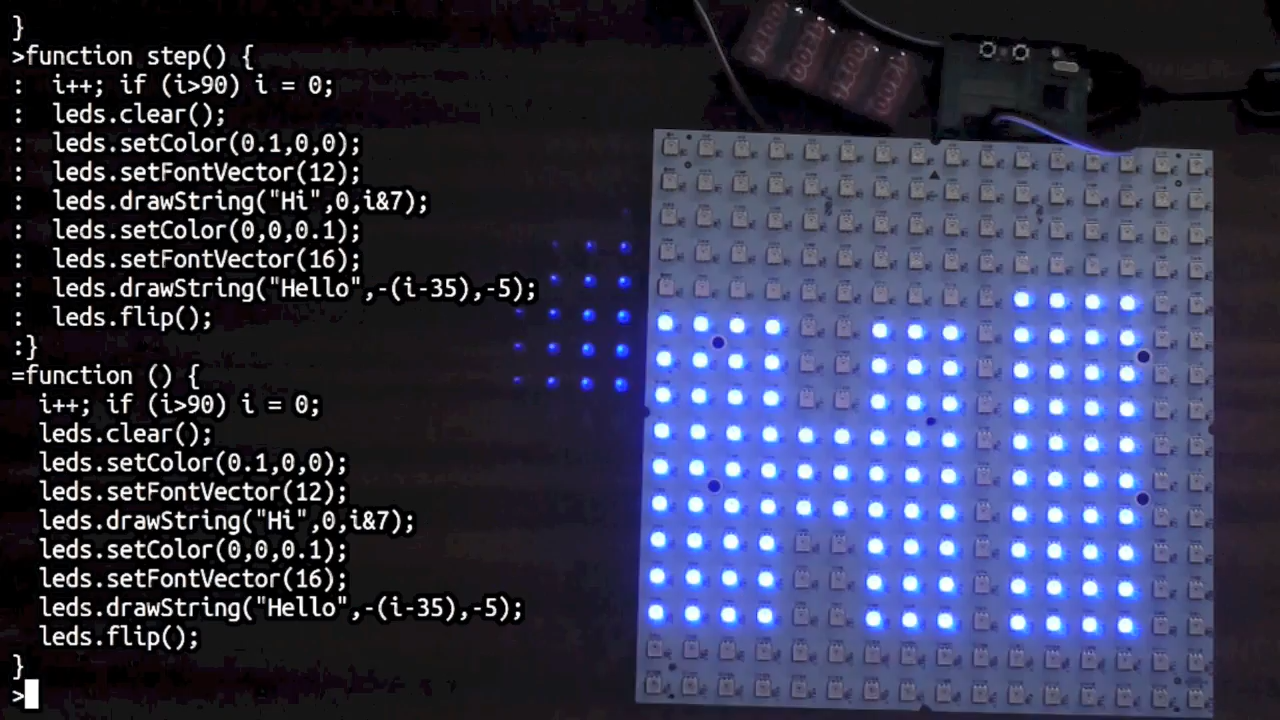 }
>function step() {
:  i++; if (i>90) i = 0;
:  leds.clear();
:  leds.setColor(0.1,0,0);
:  leds.setFontVector(12);
:  leds.drawString("Hi",0,i&7);
:  leds.setColor(0,0,0.1);
:  leds.setFontVector(16);
:  leds.drawString("Hello",-(i-35),-5);
:  leds.flip();
:}
=function () {
  i++; if (i>90) i = 0;
  leds.clear();
  leds.setColor(0.1,0,0);
  leds.setFontVector(12);
  leds.drawString("Hi",0,i&7);
  leds.setColor(0,0,0.1);
  leds.setFontVector(16);
  leds.drawString("Hello",-(i-35),-5);
  leds.flip();
}
>